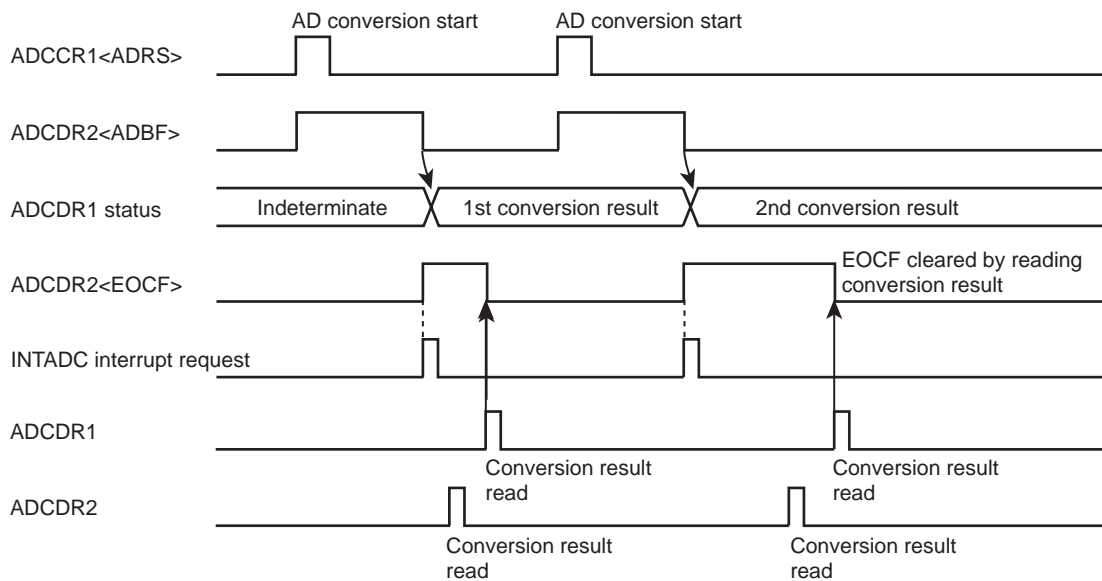 AD conversion start
AD conversion start
ADCCR1<ADRS>
ADCDR2<ADBF>
ADCDR1 status
Indeterminate
1st conversion result
2nd conversion result
ADCDR2<EOCF>
EOCF cleared by reading
conversion result
INTADC interrupt request
ADCDR1
Conversion result
read
Conversion result
read
ADCDR2
Conversion result
read
Conversion result
read